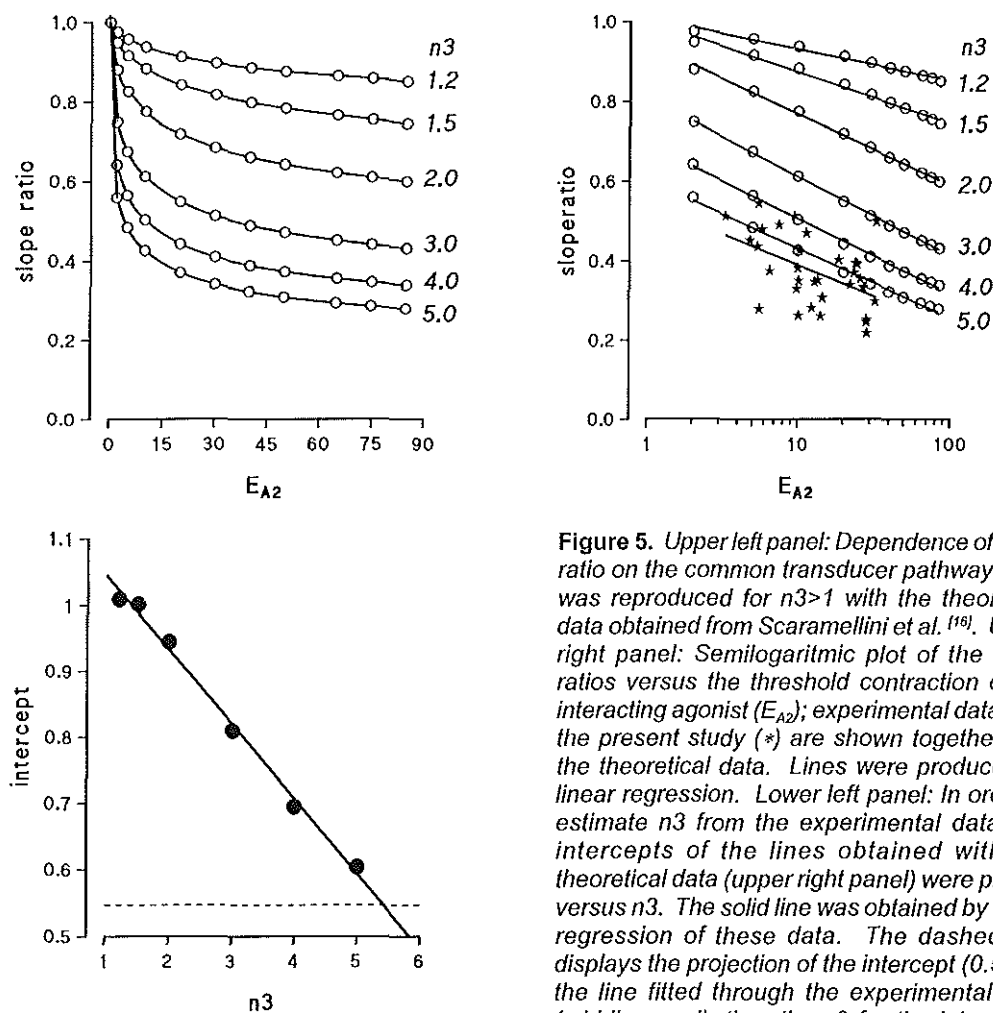 1.0
0.8
0.6
0.4
0.2
0.0
slope ratio
n3
1.2
1.5
2.0
3.0
4.0
5.0
0 15 30 45 60 75 90
E_A2
1.0
0.8
0.6
0.4
0.2
0.0
sloperatio
n3
1.2
1.5
2.0
3.0
4.0
5.0
1 10 100
E_A2
1.1
1
0.9
0.8
0.7
0.6
0.5
intercept
1 2 3 4 5 6
n3
Figure 5. Upper left panel: Dependence of
ratio on the common transducer pathway
was reproduced for n3>1 with the theor
data obtained from Scaramellini et al. [16]. U
right panel: Semilogaritmic plot of the
ratios versus the threshold contraction o
interacting agonist (E_A2); experimental data
the present study (*) are shown together
the theoretical data. Lines were produce
linear regression. Lower left panel: In or
estimate n3 from the experimental data
intercepts of the lines obtained with
theoretical data (upper right panel) were p
versus n3. The solid line was obtained by
regression of these data. The dashed
displays the projection of the intercept (0.5
the line fitted through the experimental